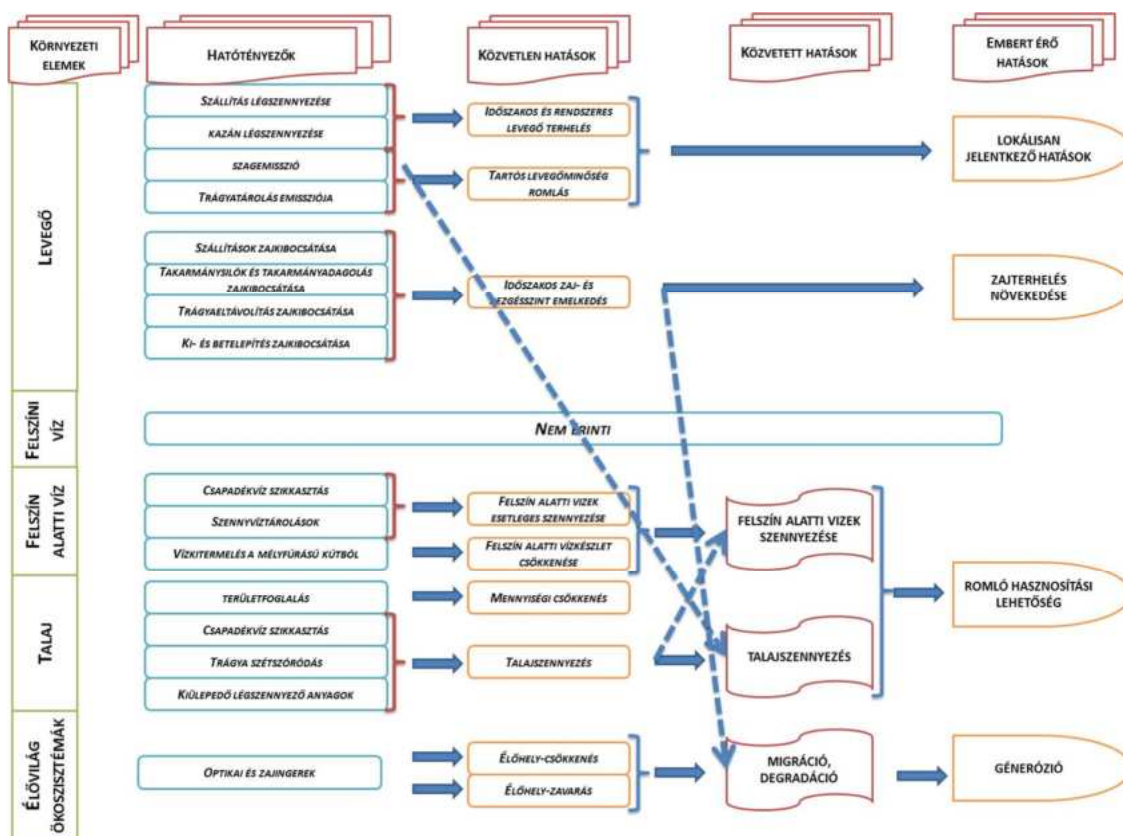 KÖRNYEZETI
ELEMEK
HATÓTÉNYEZŐK
KÖZVETLEN HATÁSOK
KÖZVETETT HATÁSOK
EMBERT ÉRŐ
HATÁSOK
LEVEGŐ
SZÁLLÍTÁS LÉGSZENNYEZÉSE
KAZÁN LÉGSZENNYEZÉSE
SZAGEMISSZIÓ
TRÁGYATÁROLÁS EMISSZIÓJA
IDŐSZAKOS ÉS RENDSZERES
LEVEGŐ TERHELÉS
TARTÓS LEVEGŐMINŐSÉG
ROMLÁS
LOKÁLISAN
JELENTKEZŐ HATÁSOK
SZÁLLÍTÁSOK ZAJKIBOCSÁTÁSA
TAKARMÁNYSILÓK ÉS TAKARMÁNYADAGOLÁS
ZAJKIBOCSÁTÁSA
TRÁGYAELTÁVOLÍTÁS ZAJKIBOCSÁTÁSA
KI- ÉS BETELEPÍTÉS ZAJKIBOCSÁTÁSA
IDŐSZAKOS ZAJ- ÉS
EZGÉSSZINT EMELKEDÉS
ZAJTERHELÉS
NÖVEKEDÉSE
FELSZÍNI
VÍZ
NEM ÉRINTI
FELSZÍN
ALATTI VÍZ
CSAPADÉKVÍZ SZIKKASZTÁS
SZENNYVÍZTÁROLÁSOK
VÍZKITERMELÉS A MÉLYFÚRÁSÚ KÚTBÓL
FELSZÍN ALATTI VIZEK
ESETLEGES SZENNYEZÉSE
FELSZÍN ALATTI VÍZKÉSZLET
CSÖKKENÉSE
FELSZÍN ALATTI VIZEK
SZENNYEZÉSE
TALAJ
TERÜLETFOGLALÁS
CSAPADÉKVÍZ SZIKKASZTÁS
TRÁGYA SZÉTSZÓRÓDÁS
KIÜLEPEDŐ LÉGSZENNYEZŐ ANYAGOK
MENNYISÉGI CSÖKKENÉS
TALAJSZENNYEZÉS
TALAJSZENNYEZÉS
ROMLÓ HASZNOSÍTÁSI
LEHETŐSÉG
ÉLŐVILÁG
ÖKOSZISZTÉMÁK
OPTIKAI ÉS ZAJINGEREK
ÉLŐHELY-CSÖKKENÉS
ÉLŐHELY-ZAVARÁS
MIGRÁCIÓ,
DEGRADÁCIÓ
GÉNERÓZIÓ